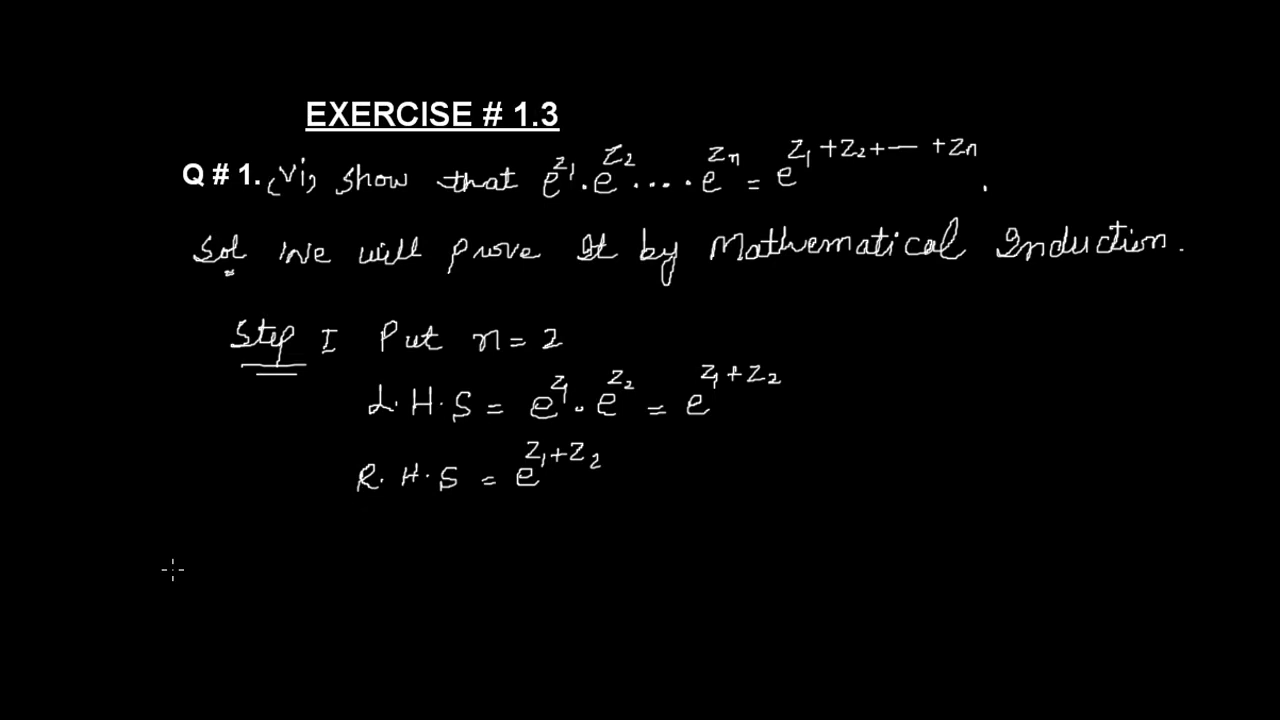 EXERCISE # 1.3
Q # 1. (vi) Show that e^{z₁} · e^{z₂} · · · · e^{zₙ} = e^{z₁+z₂+---+zₙ} .
Sol We will prove It by Mathematical Induction.
Step I Put n = 2
L.H.S = e^{z₁} · e^{z₂} = e^{z₁+z₂}
R.H.S = e^{z₁+z₂}